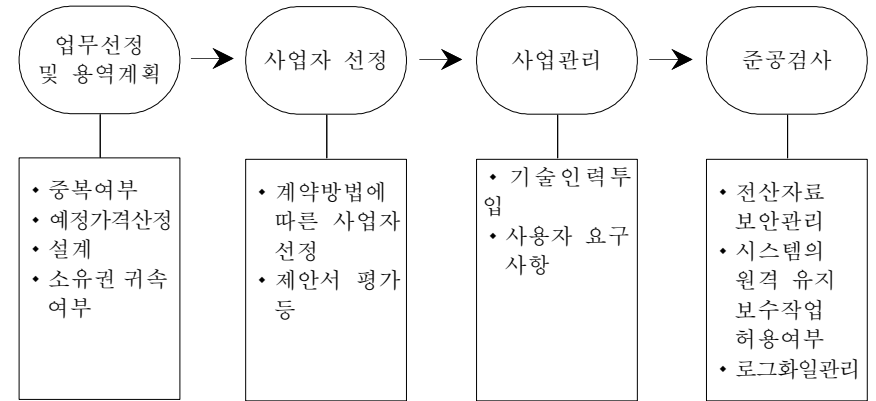 업무선정
및 용역계획
사업자 선정
사업관리
준공검사
• 중복여부
• 예정가격산정
• 설계
• 소유권 귀속
여부
• 계약방법에
따른 사업자
선정
• 제안서 평가
등
• 기술인력투
입
• 사용자 요구
사항
• 전산자료
보안관리
• 시스템의
원격 유지
보수작업
허용여부
• 로그화일관리